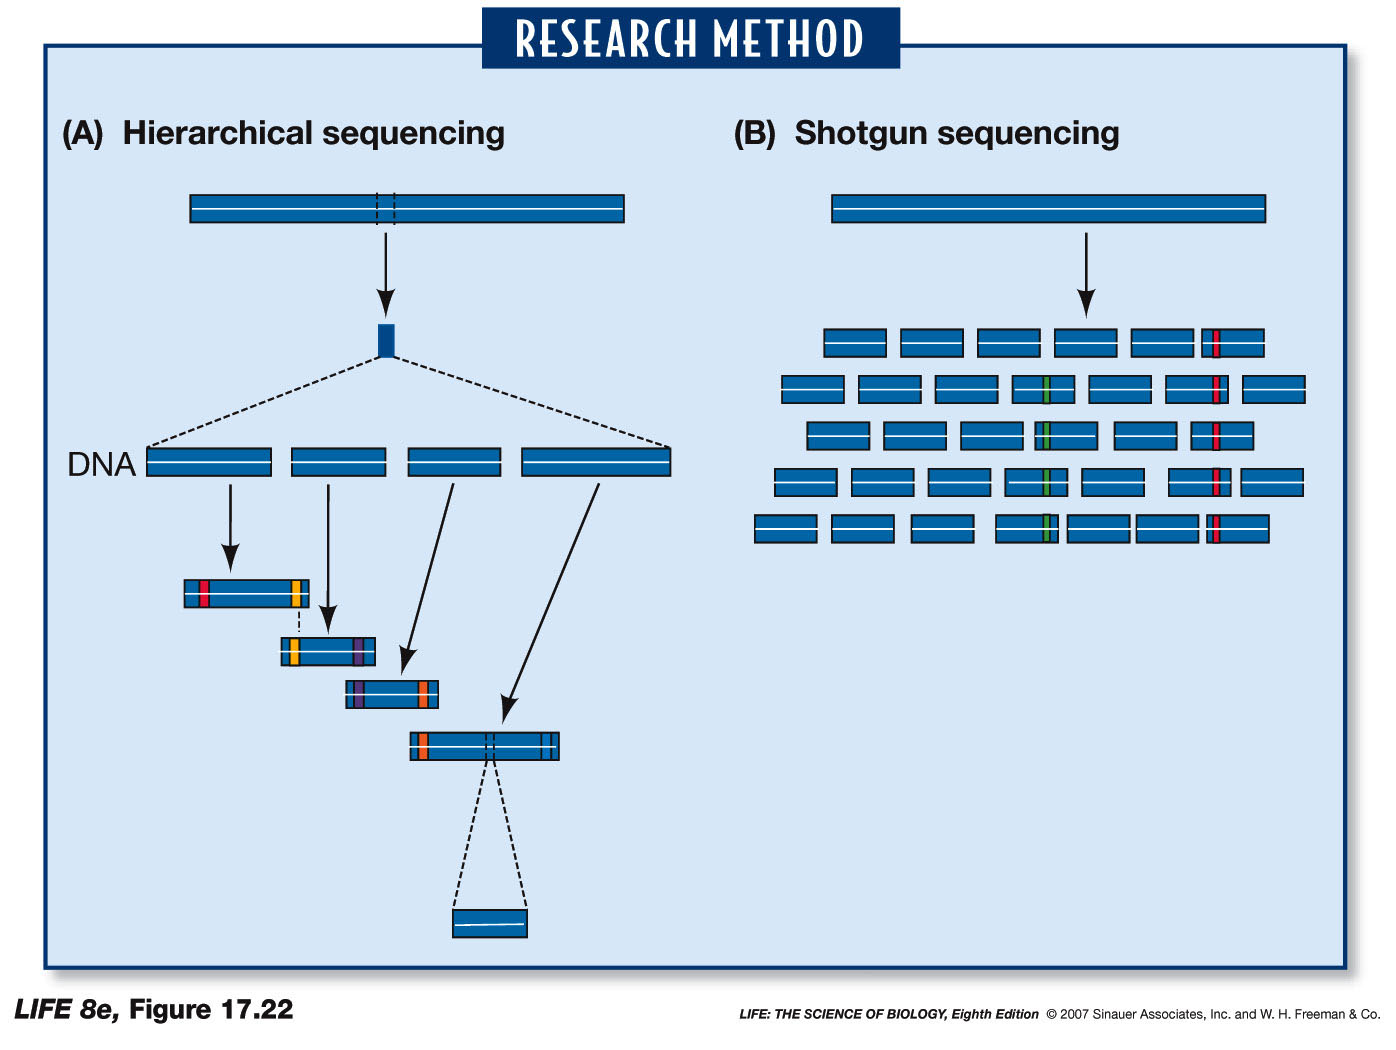 RESEARCH METHOD
(A) Hierarchical sequencing
(B) Shotgun sequencing
DNA
LIFE 8e, Figure 17.22
LIFE: THE SCIENCE OF BIOLOGY, Eighth Edition © 2007 Sinauer Associates, Inc. and W. H. Freeman & Co.